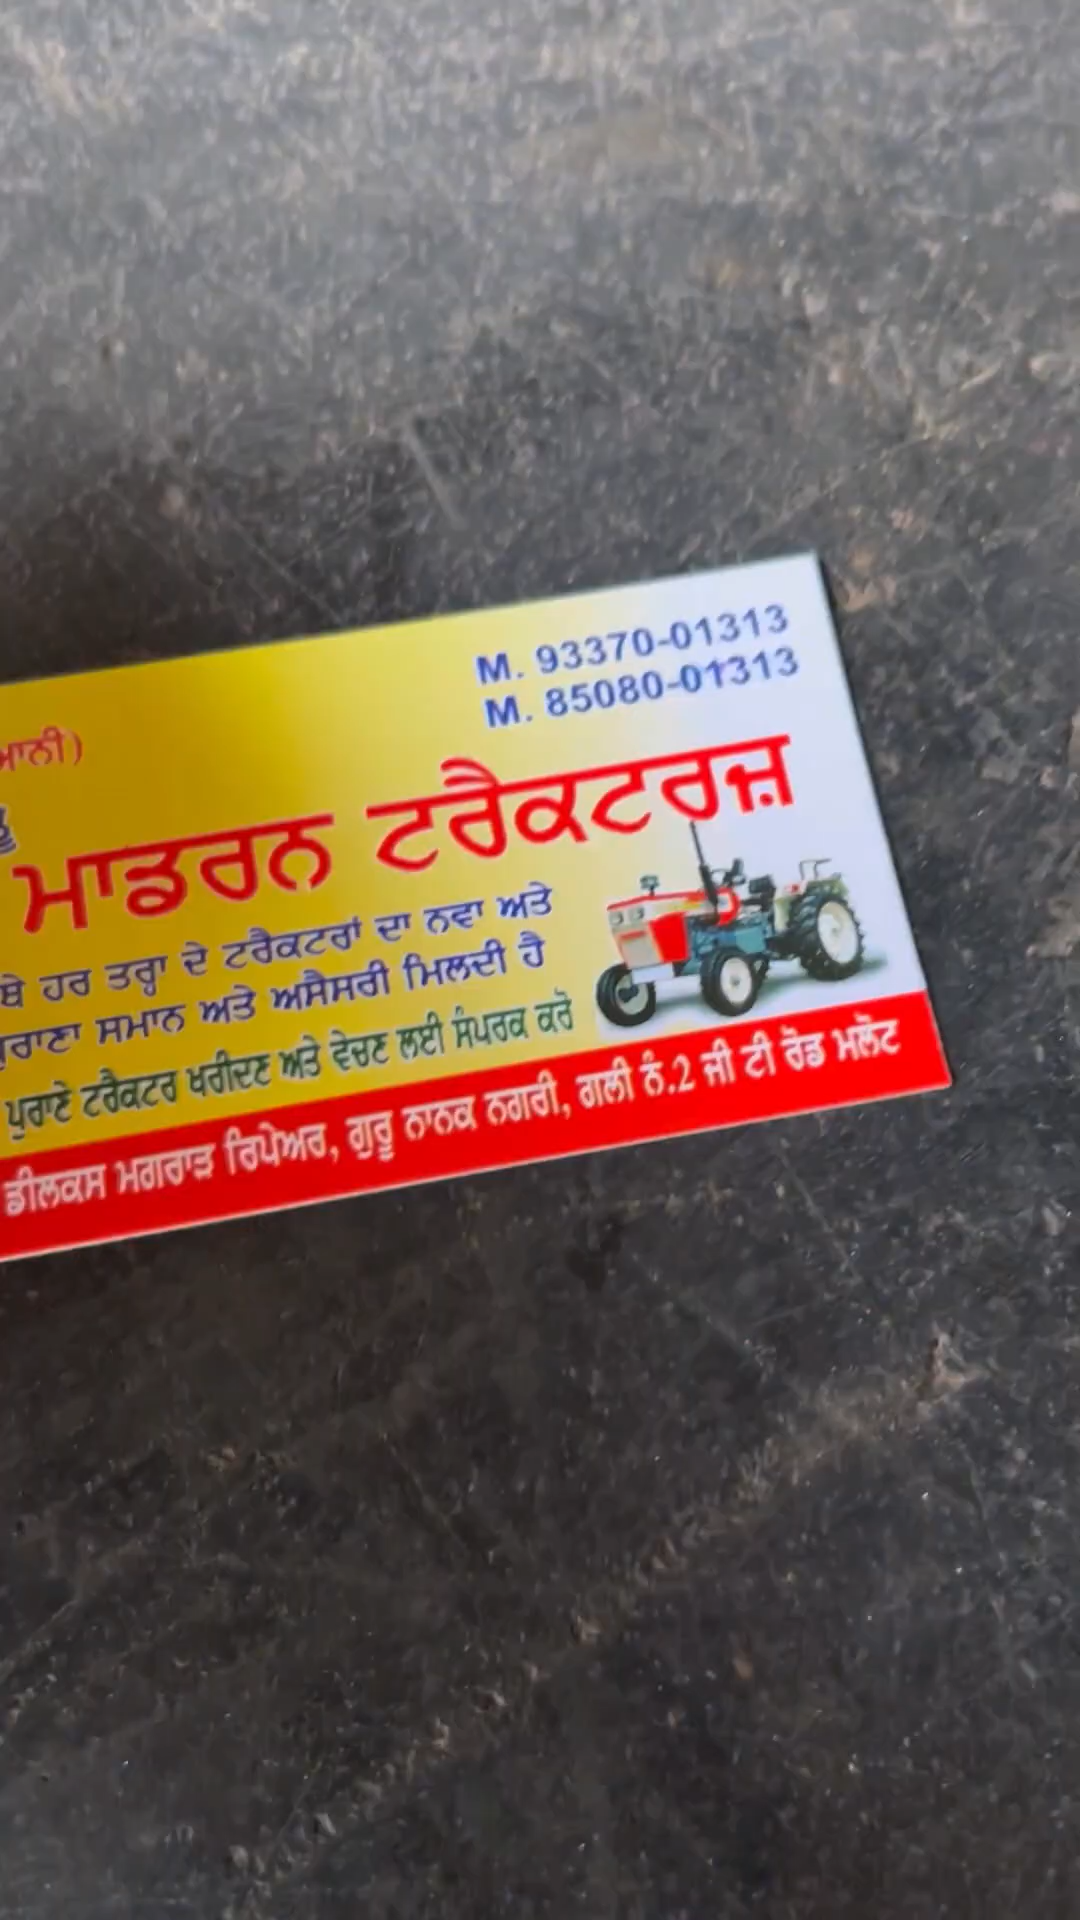 M. 93370-01313
M. 85080-01313
ਮਾਡਰਨ ਟਰੈਕਟਰਜ਼
ਹਰ ਤਰ੍ਹਾ ਦੇ ਟਰੈਕਟਰਾਂ ਦਾ ਨਵਾ ਅਤੇ
ਸਮਾਨ ਅਤੇ ਅਸੈਸਰੀ ਮਿਲਦੀ ਹੈ
ਪੁਰਾਣੇ ਟਰੈਕਟਰ ਖਰੀਦਣ ਅਤੇ ਵੇਚਣ ਲਈ ਸੰਪਰਕ ਕਰੋ
ਡੀਲਕਸ ਮਗਰਾੜ ਰਿਪੇਅਰ, ਗੁਰੂ ਨਾਨਕ ਨਗਰੀ, ਗਲੀ ਨੰ.2 ਜੀ ਟੀ ਰੋਡ ਮਲੋਟ